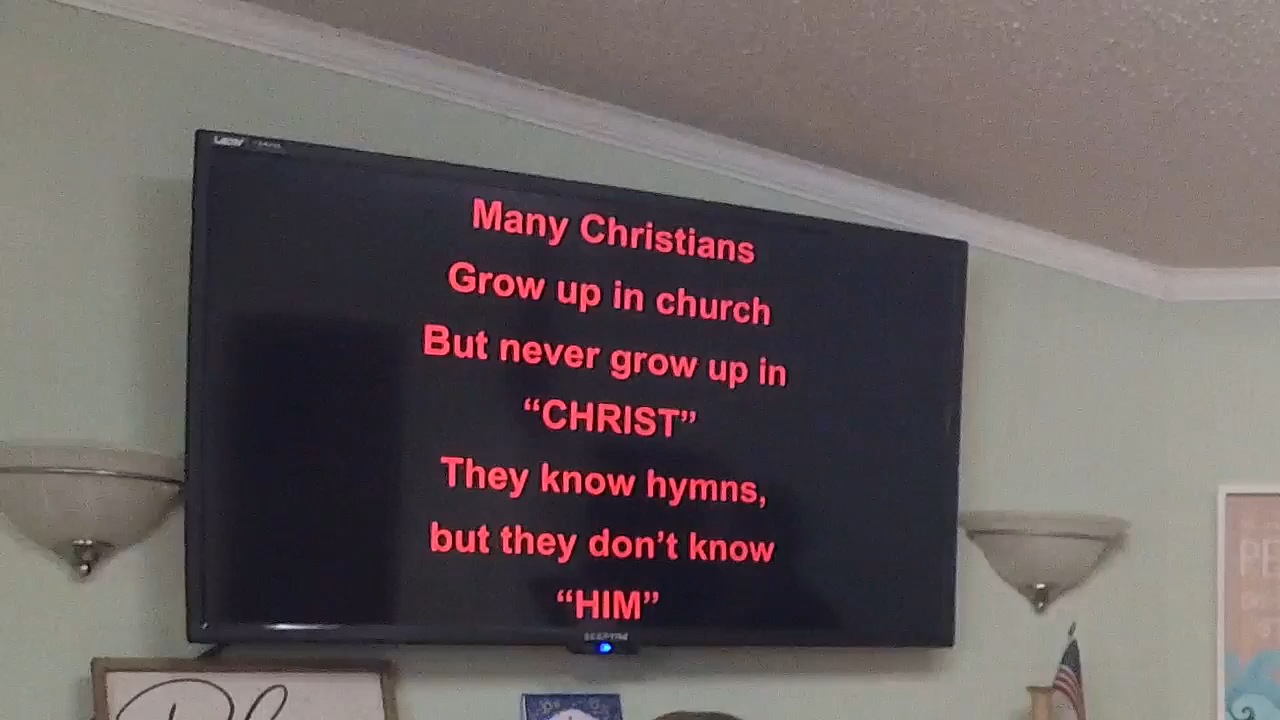 Many Christians
Grow up in church
But never grow up in
“CHRIST”
They know hymns,
but they don’t know
“HIM”
SCEPTRE